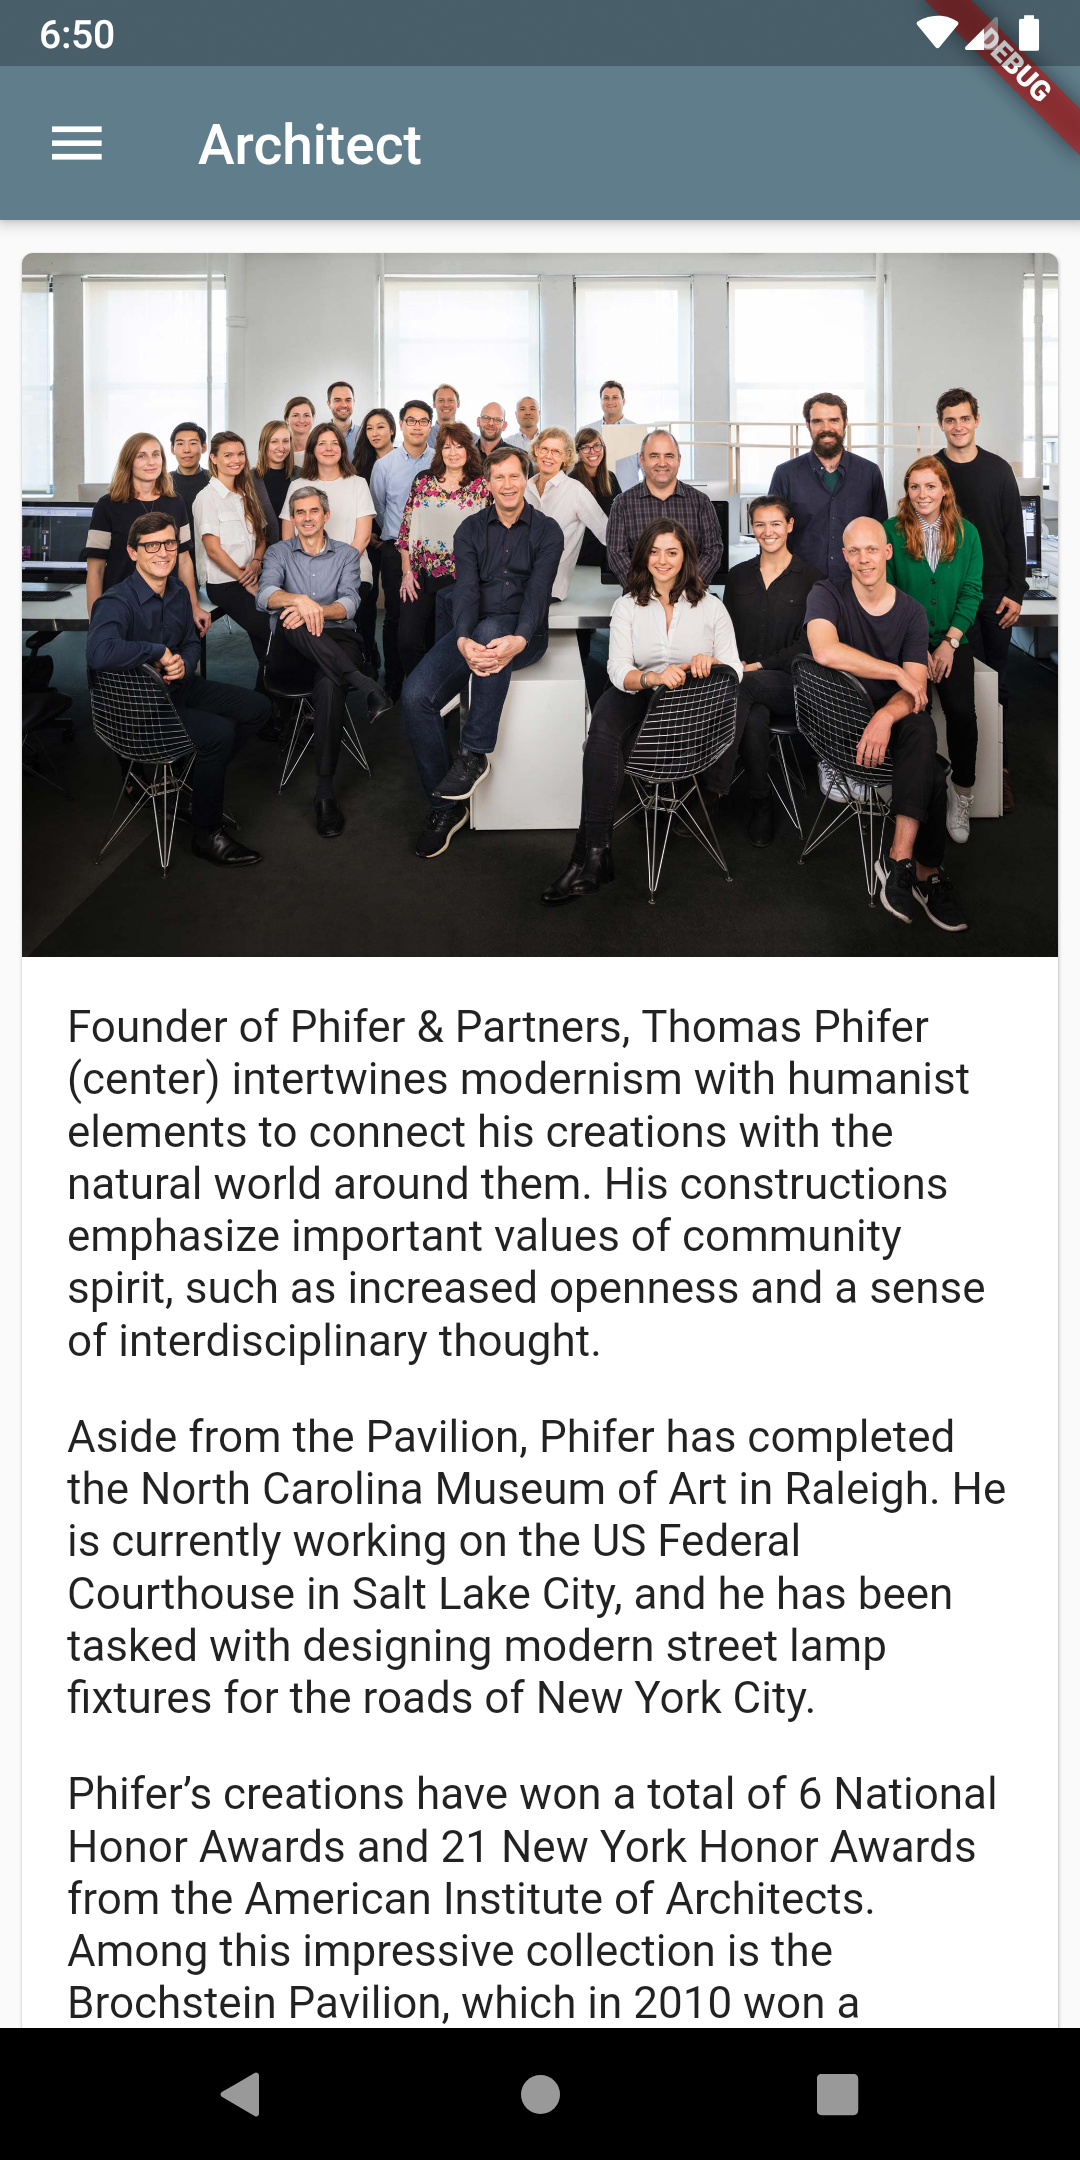 6:50
DEBUG
Architect
Founder of Phifer & Partners, Thomas Phifer
(center) intertwines modernism with humanist
elements to connect his creations with the
natural world around them. His constructions
emphasize important values of community
spirit, such as increased openness and a sense
of interdisciplinary thought.
Aside from the Pavilion, Phifer has completed
the North Carolina Museum of Art in Raleigh. He
is currently working on the US Federal
Courthouse in Salt Lake City, and he has been
tasked with designing modern street lamp
fixtures for the roads of New York City.
Phifer’s creations have won a total of 6 National
Honor Awards and 21 New York Honor Awards
from the American Institute of Architects.
Among this impressive collection is the
Brochstein Pavilion, which in 2010 won a